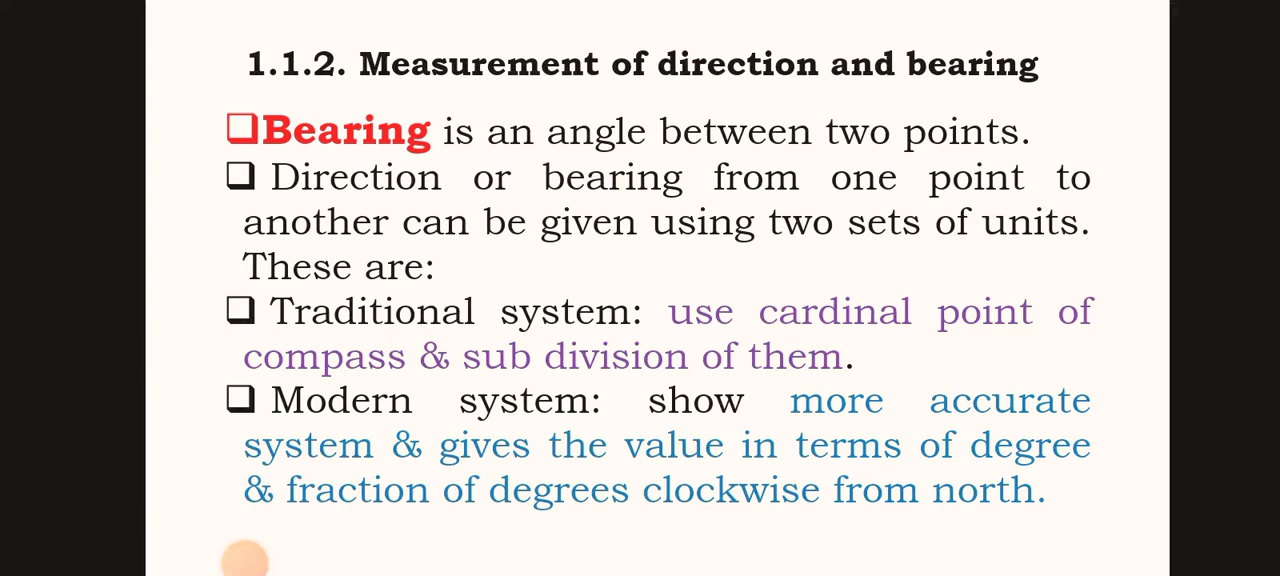 1.1.2. Measurement of direction and bearing
❑Bearing is an angle between two points.
❑ Direction or bearing from one point to
another can be given using two sets of units.
These are:
❑ Traditional system: use cardinal point of
compass & sub division of them.
❑ Modern system: show more accurate
system & gives the value in terms of degree
& fraction of degrees clockwise from north.